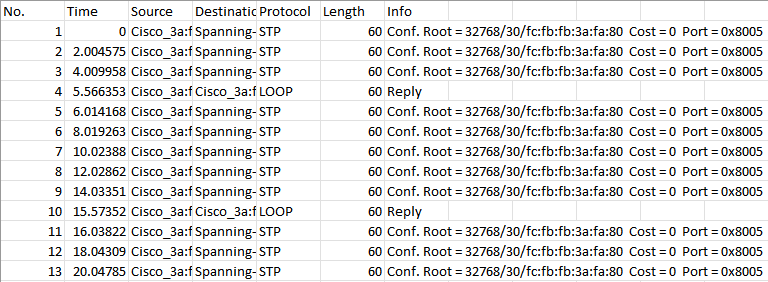 No. Time Source Destinatic Protocol Length Info
1 0 Cisco_3a:f Spanning- STP 60 Conf. Root = 32768/30/fc:fb:fb:3a:fa:80 Cost = 0 Port = 0x8005
2 2.004575 Cisco_3a:f Spanning- STP 60 Conf. Root = 32768/30/fc:fb:fb:3a:fa:80 Cost = 0 Port = 0x8005
3 4.009958 Cisco_3a:f Spanning- STP 60 Conf. Root = 32768/30/fc:fb:fb:3a:fa:80 Cost = 0 Port = 0x8005
4 5.566353 Cisco_3a:f Cisco_3a:f LOOP 60 Reply
5 6.014168 Cisco_3a:f Spanning- STP 60 Conf. Root = 32768/30/fc:fb:fb:3a:fa:80 Cost = 0 Port = 0x8005
6 8.019263 Cisco_3a:f Spanning- STP 60 Conf. Root = 32768/30/fc:fb:fb:3a:fa:80 Cost = 0 Port = 0x8005
7 10.02388 Cisco_3a:f Spanning- STP 60 Conf. Root = 32768/30/fc:fb:fb:3a:fa:80 Cost = 0 Port = 0x8005
8 12.02862 Cisco_3a:f Spanning- STP 60 Conf. Root = 32768/30/fc:fb:fb:3a:fa:80 Cost = 0 Port = 0x8005
9 14.03351 Cisco_3a:f Spanning- STP 60 Conf. Root = 32768/30/fc:fb:fb:3a:fa:80 Cost = 0 Port = 0x8005
10 15.57352 Cisco_3a:f Cisco_3a:f LOOP 60 Reply
11 16.03822 Cisco_3a:f Spanning- STP 60 Conf. Root = 32768/30/fc:fb:fb:3a:fa:80 Cost = 0 Port = 0x8005
12 18.04309 Cisco_3a:f Spanning- STP 60 Conf. Root = 32768/30/fc:fb:fb:3a:fa:80 Cost = 0 Port = 0x8005
13 20.04785 Cisco_3a:f Spanning- STP 60 Conf. Root = 32768/30/fc:fb:fb:3a:fa:80 Cost = 0 Port = 0x8005